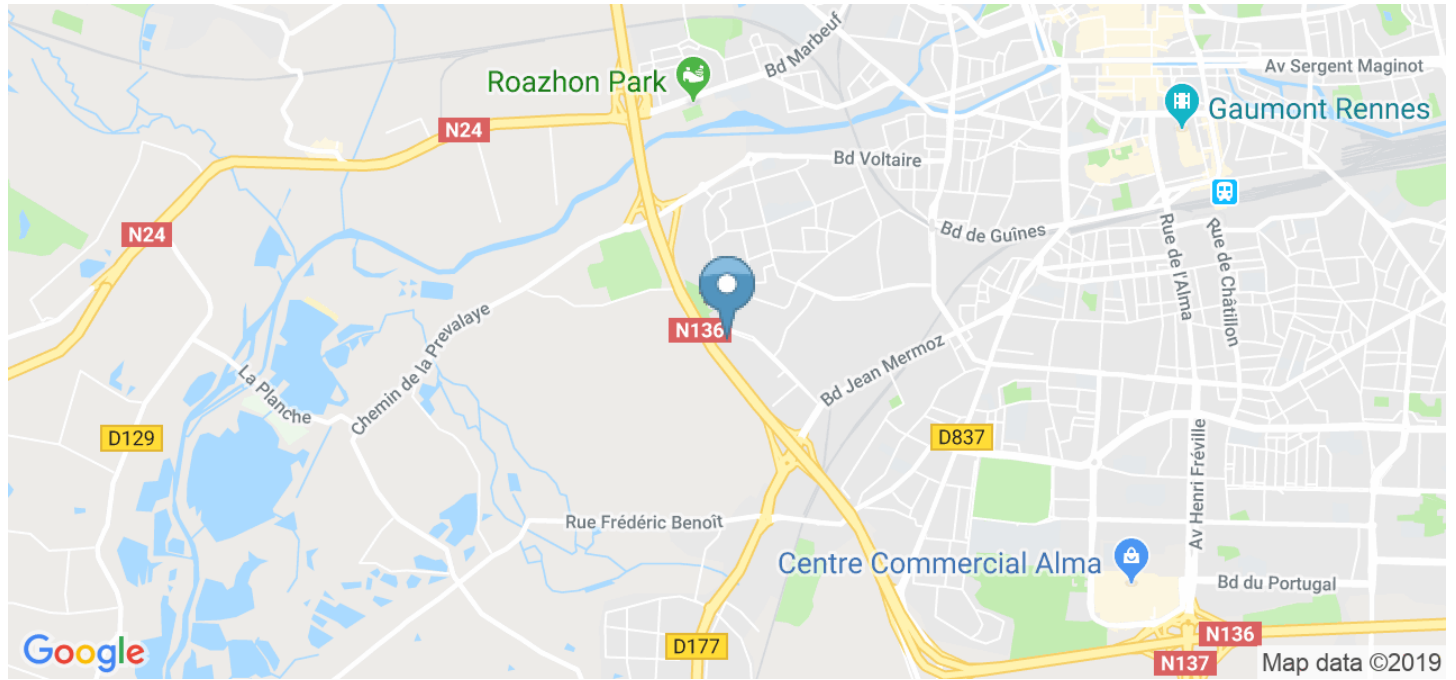 Bd Marbeuf
Av Sergent Maginot
Roazhon Park
Gaumont Rennes
N24
Bd Voltaire
N24
Bd de Guînes
Rue de l'Alma
Rue de Châtillon
N136
Chemin de la Prevalaye
Bd Jean Mermoz
La Planche
D129
D837
Av Henri Fréville
Rue Frédéric Benoît
Centre Commercial Alma
Bd du Portugal
D177
N136
N137
Google
Map data ©2019